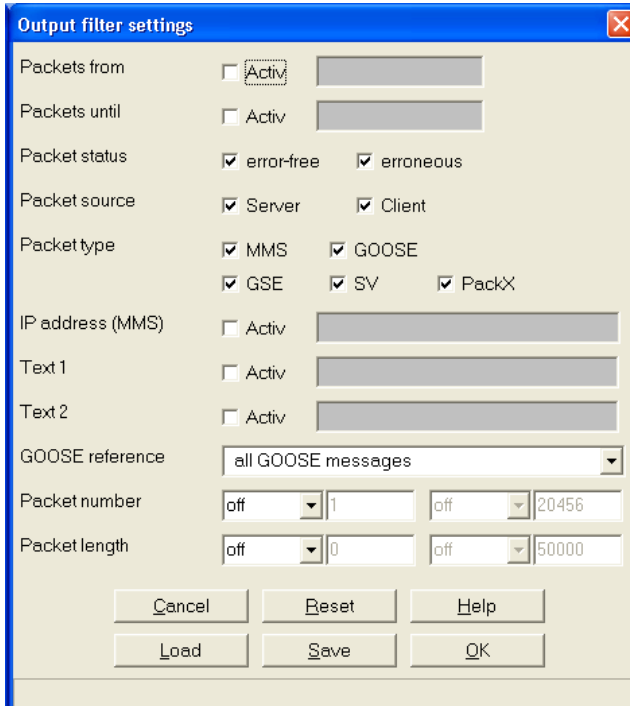 Output filter settings
Packets from Activ
Packets until Activ
Packet status error-free erroneous
Packet source Server Client
Packet type MMS GOOSE
GSE SV PackX
IP address (MMS) Activ
Text 1 Activ
Text 2 Activ
GOOSE reference all GOOSE messages
Packet number off 1 off 20456
Packet length off 0 off 50000
Cancel Reset Help
Load Save OK